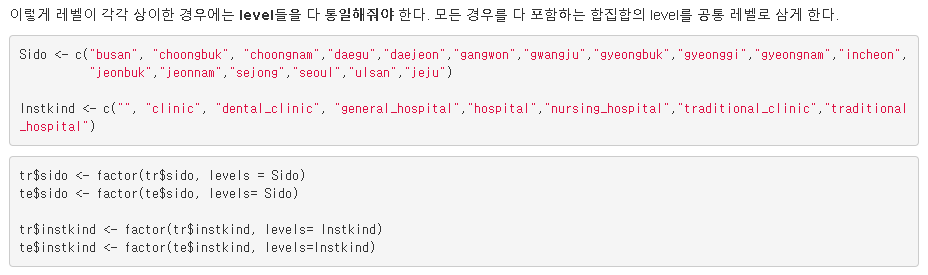 이렇게 레벨이 각각 상이한 경우에는 level들을 다 통일해줘야 한다. 모든 경우를 다 포함하는 합집합의 level를 공통 레벨로 삼게 한다.
Sido <- c("busan", "choongbuk", "choongnam","daegu","daejeon","gangwon","gwangju","gyeongbuk","gyeonggi","gyeongnam","incheon",
"jeonbuk","jeonnam","sejong","seoul","ulsan","jeju")
Instkind <- c("", "clinic", "dental_clinic", "general_hospital","hospital","nursing_hospital","traditional_clinic","traditional
_hospital")
tr$sido <- factor(tr$sido, levels = Sido)
te$sido <- factor(te$sido, levels= Sido)
tr$instkind <- factor(tr$instkind, levels= Instkind)
te$instkind <- factor(te$instkind, levels=Instkind)